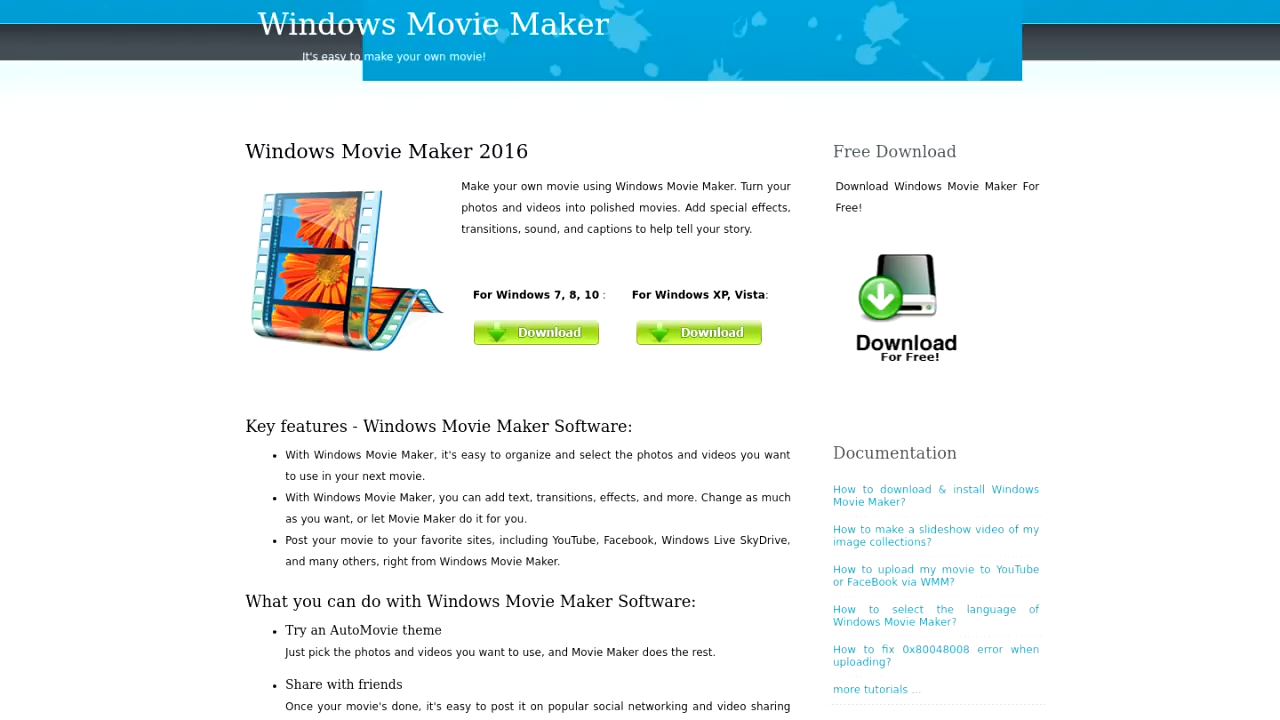 Windows Movie Maker
It's easy to make your own movie!
Windows Movie Maker 2016
Make your own movie using Windows Movie Maker. Turn your
photos and videos into polished movies. Add special effects,
transitions, sound, and captions to help tell your story.
For Windows 7, 8, 10 :
For Windows XP, Vista:
Download
Download
Key features - Windows Movie Maker Software:
• With Windows Movie Maker, it's easy to organize and select the photos and videos you want
to use in your next movie.
• With Windows Movie Maker, you can add text, transitions, effects, and more. Change as much
as you want, or let Movie Maker do it for you.
• Post your movie to your favorite sites, including YouTube, Facebook, Windows Live SkyDrive,
and many others, right from Windows Movie Maker.
What you can do with Windows Movie Maker Software:
• Try an AutoMovie theme
Just pick the photos and videos you want to use, and Movie Maker does the rest.
• Share with friends
Once your movie's done, it's easy to post it on popular social networking and video sharing
Free Download
Download Windows Movie Maker For
Free!
Download
For Free!
Documentation
How to download & install Windows
Movie Maker?
How to make a slideshow video of my
image collections?
How to upload my movie to YouTube
or FaceBook via WMM?
How to select the language of
Windows Movie Maker?
How to fix 0x80048008 error when
uploading?
more tutorials ...